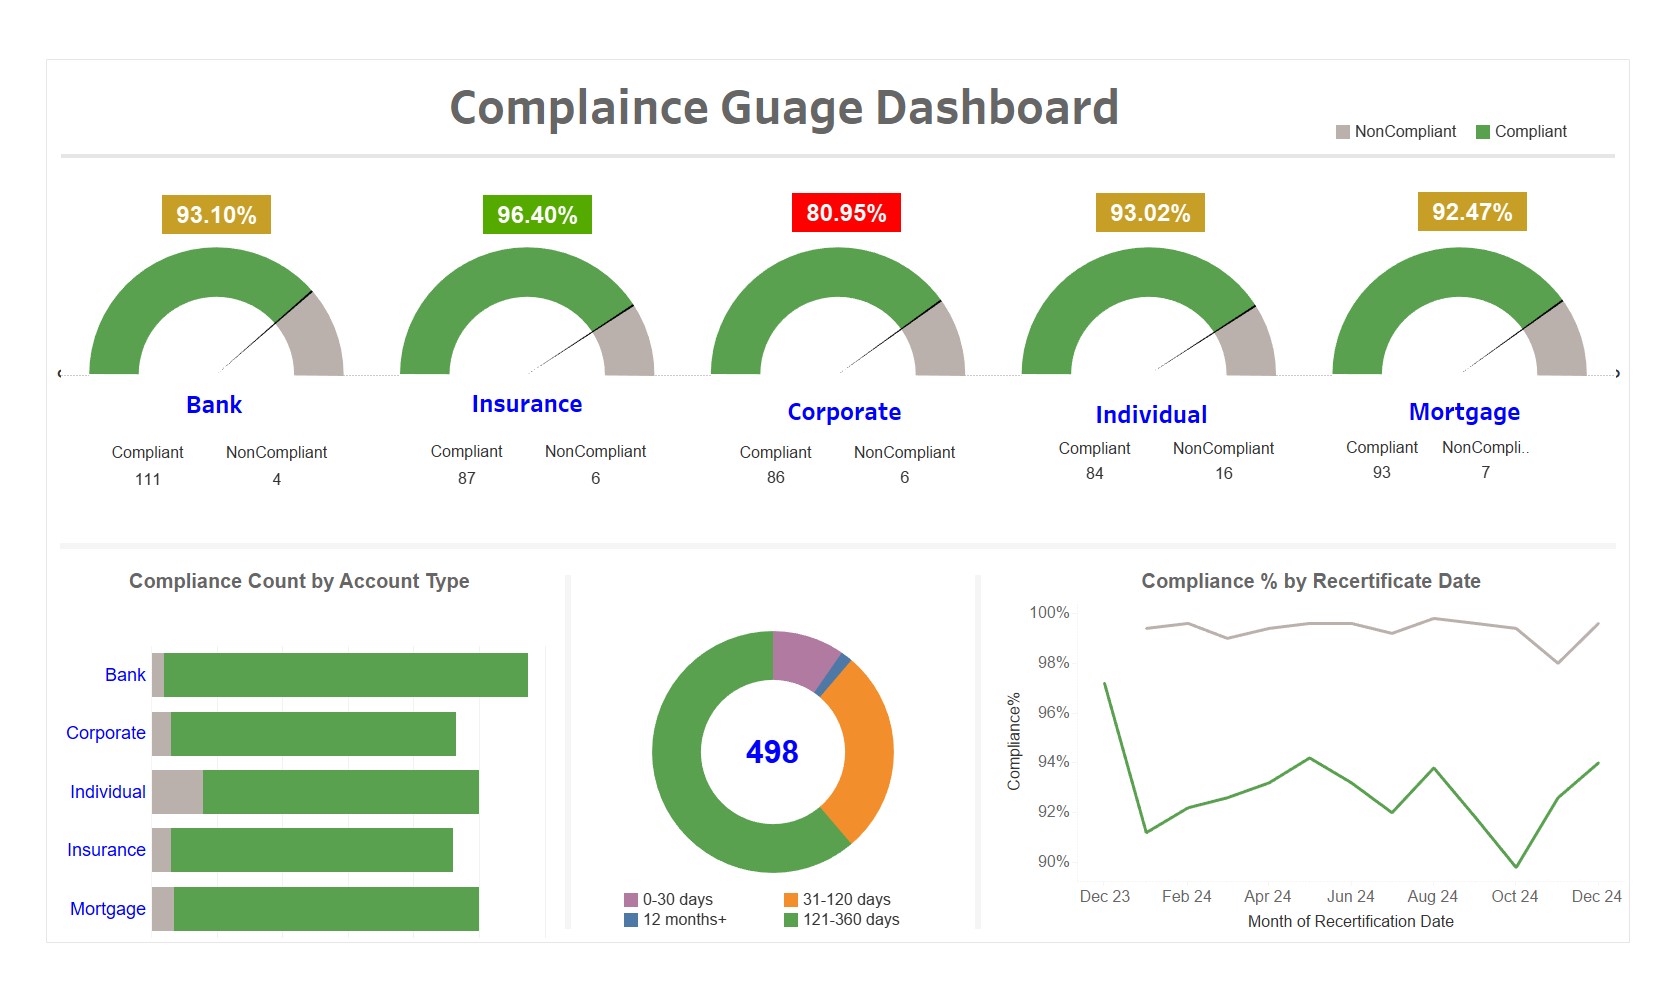 Complaince Guage Dashboard
NonCompliant Compliant
93.10% 96.40% 80.95% 93.02% 92.47%
Bank Insurance Corporate Individual Mortgage
Compliant NonCompliant Compliant NonCompliant Compliant NonCompliant Compliant NonCompliant Compliant NonCompli..
111 4 87 6 86 6 84 16 93 7
Compliance Count by Account Type
Bank
Corporate
Individual
Insurance
Mortgage
498
0-30 days 31-120 days
12 months+ 121-360 days
Compliance % by Recertificate Date
Compliance%
100%
98%
96%
94%
92%
90%
Dec 23 Feb 24 Apr 24 Jun 24 Aug 24 Oct 24 Dec 24
Month of Recertification Date